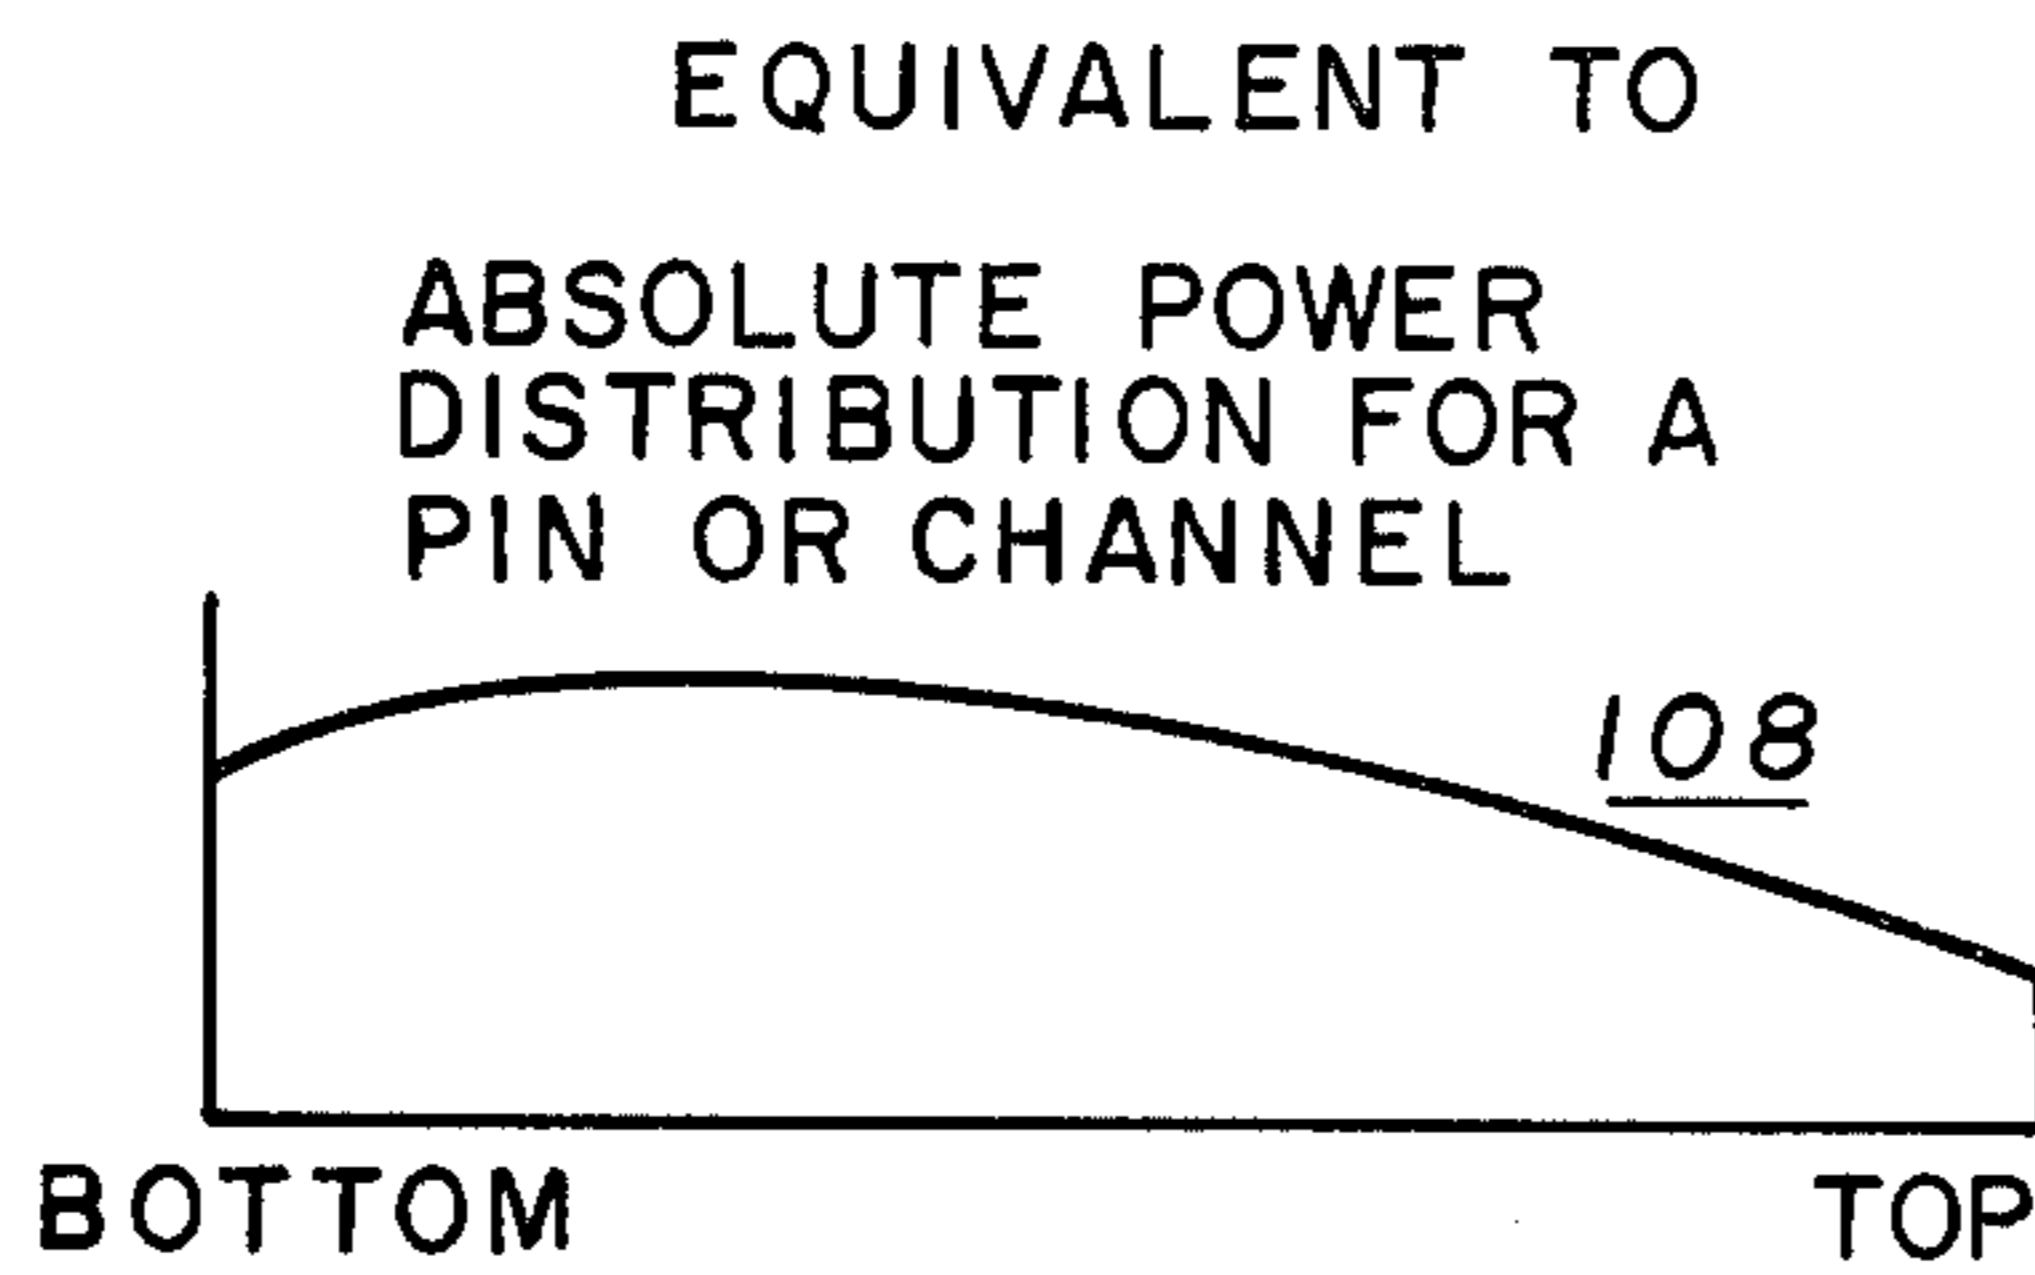 EQUIVALENT TO
ABSOLUTE POWER
DISTRIBUTION FOR A
PIN OR CHANNEL
108
BOTTOM
TOP